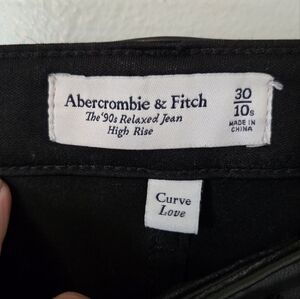 Abercrombie & Fitch
The '90s Relaxed Jean
High Rise
30
10s
MADE IN
CHINA
Curve
Love